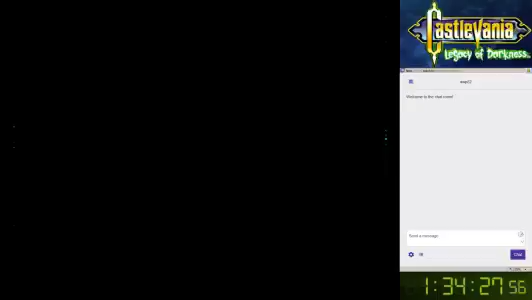 Castlevania
Legacy of Darkness
Welcome to the chat room!
Send a message
Chat
1:34:27 56